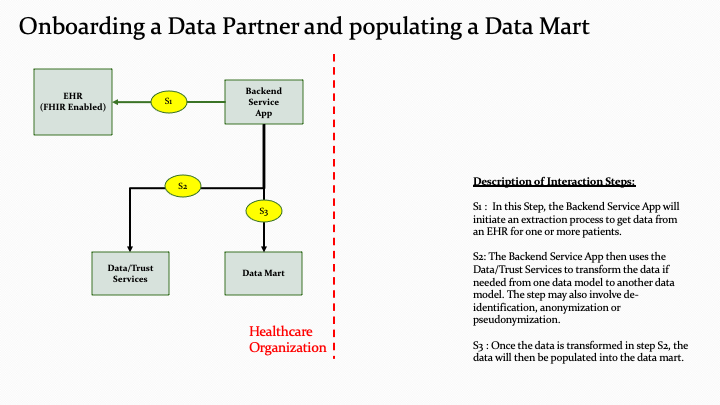 Onboarding a Data Partner and populating a Data Mart
EHR
(FHIR Enabled)
S1
Backend
Service
App
S2
S3
Data/Trust
Services
Data Mart
Healthcare
Organization
Description of Interaction Steps:
S1 :  In this Step, the Backend Service App will
initiate an extraction process to get data from
an EHR for one or more patients.
S2: The Backend Service App then uses the
Data/Trust Services to transform the data if
needed from one data model to another data
model. The step may also involve de-
identification, anonymization or
pseudonymization.
S3 : Once the data is transformed in step S2, the
data will then be populated into the data mart.